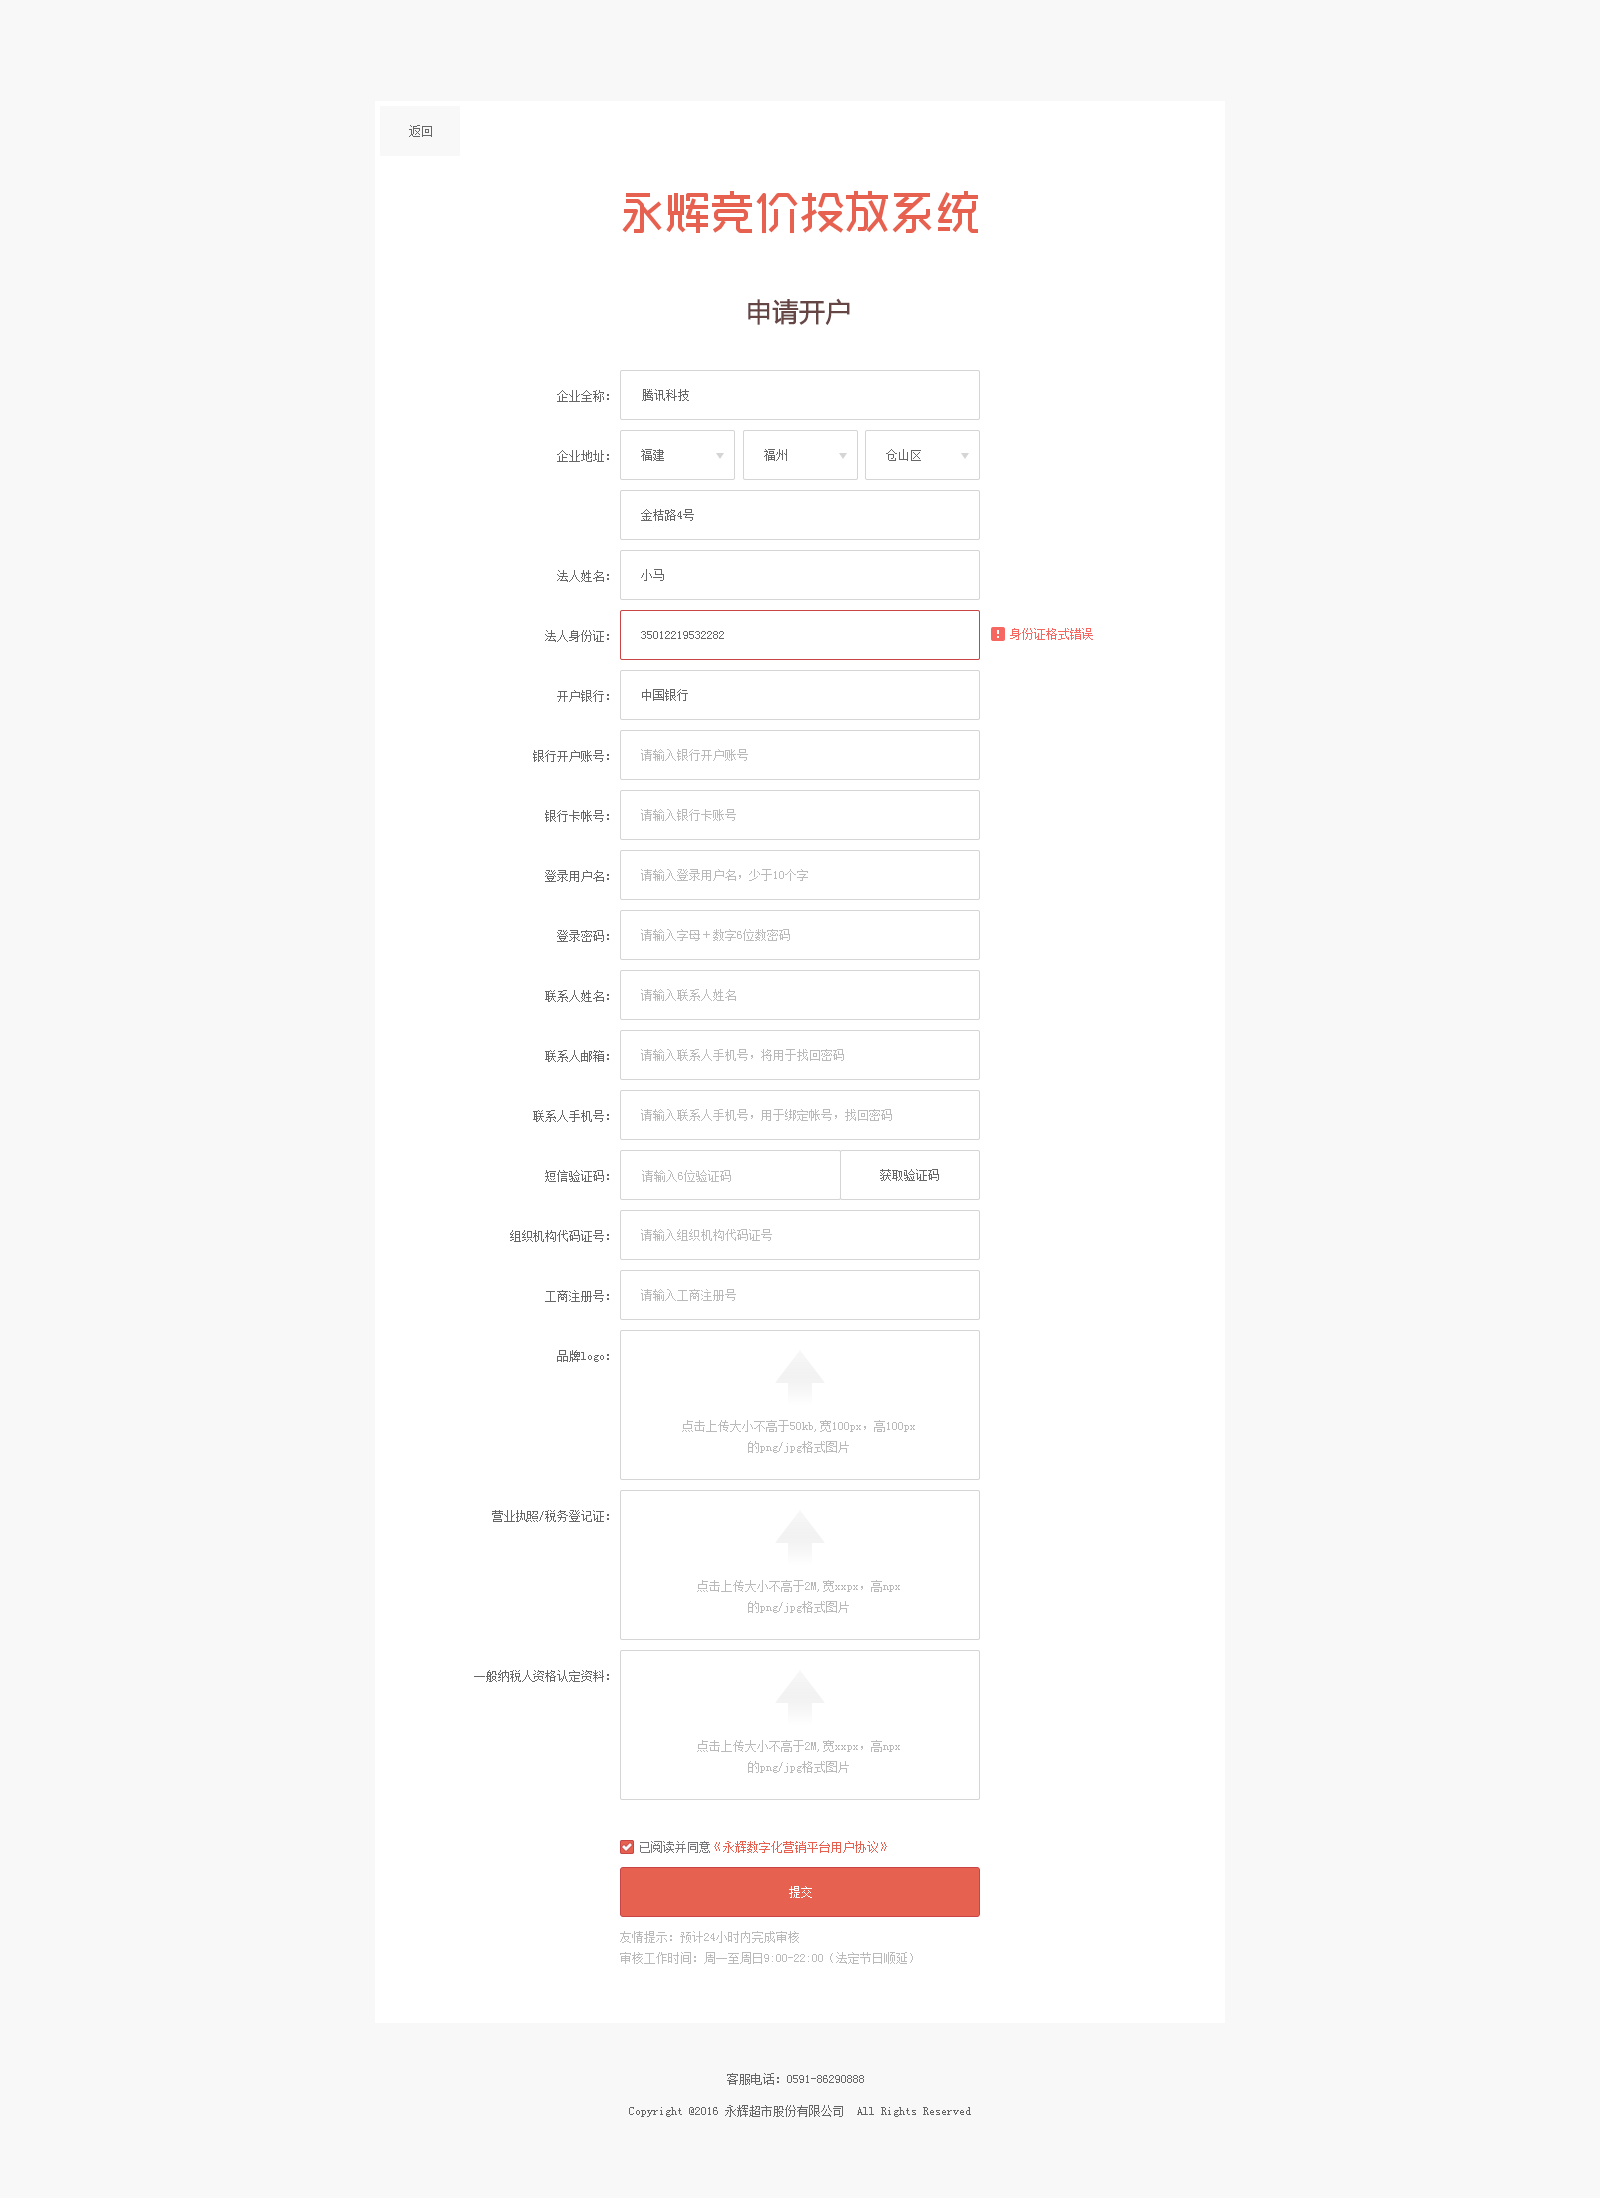 返回
永辉竞价投放系统
申请开户
企业全称： 腾讯科技
企业地址： 福建 福州 仓山区
金桔路4号
法人姓名： 小马
法人身份证： 35012219532282 身份证格式错误
开户银行： 中国银行
银行开户账号： 请输入银行开户账号
银行卡帐号： 请输入银行卡账号
登录用户名： 请输入登录用户名，少于10个字
登录密码： 请输入字母＋数字6位数密码
联系人姓名： 请输入联系人姓名
联系人邮箱： 请输入联系人手机号，将用于找回密码
联系人手机号： 请输入联系人手机号，用于绑定帐号，找回密码
短信验证码： 请输入6位验证码 获取验证码
组织机构代码证号： 请输入组织机构代码证号
工商注册号： 请输入工商注册号
品牌logo：
点击上传大小不高于50kb,宽100px，高100px
的png/jpg格式图片
营业执照/税务登记证：
点击上传大小不高于2M,宽xxpx，高npx
的png/jpg格式图片
一般纳税人资格认定资料：
点击上传大小不高于2M,宽xxpx，高npx
的png/jpg格式图片
已阅读并同意《永辉数字化营销平台用户协议》
提交
友情提示：预计24小时内完成审核
审核工作时间：周一至周日9:00-22:00（法定节日顺延）
客服电话：0591-86290888
Copyright @2016 永辉超市股份有限公司 All Rights Reserved